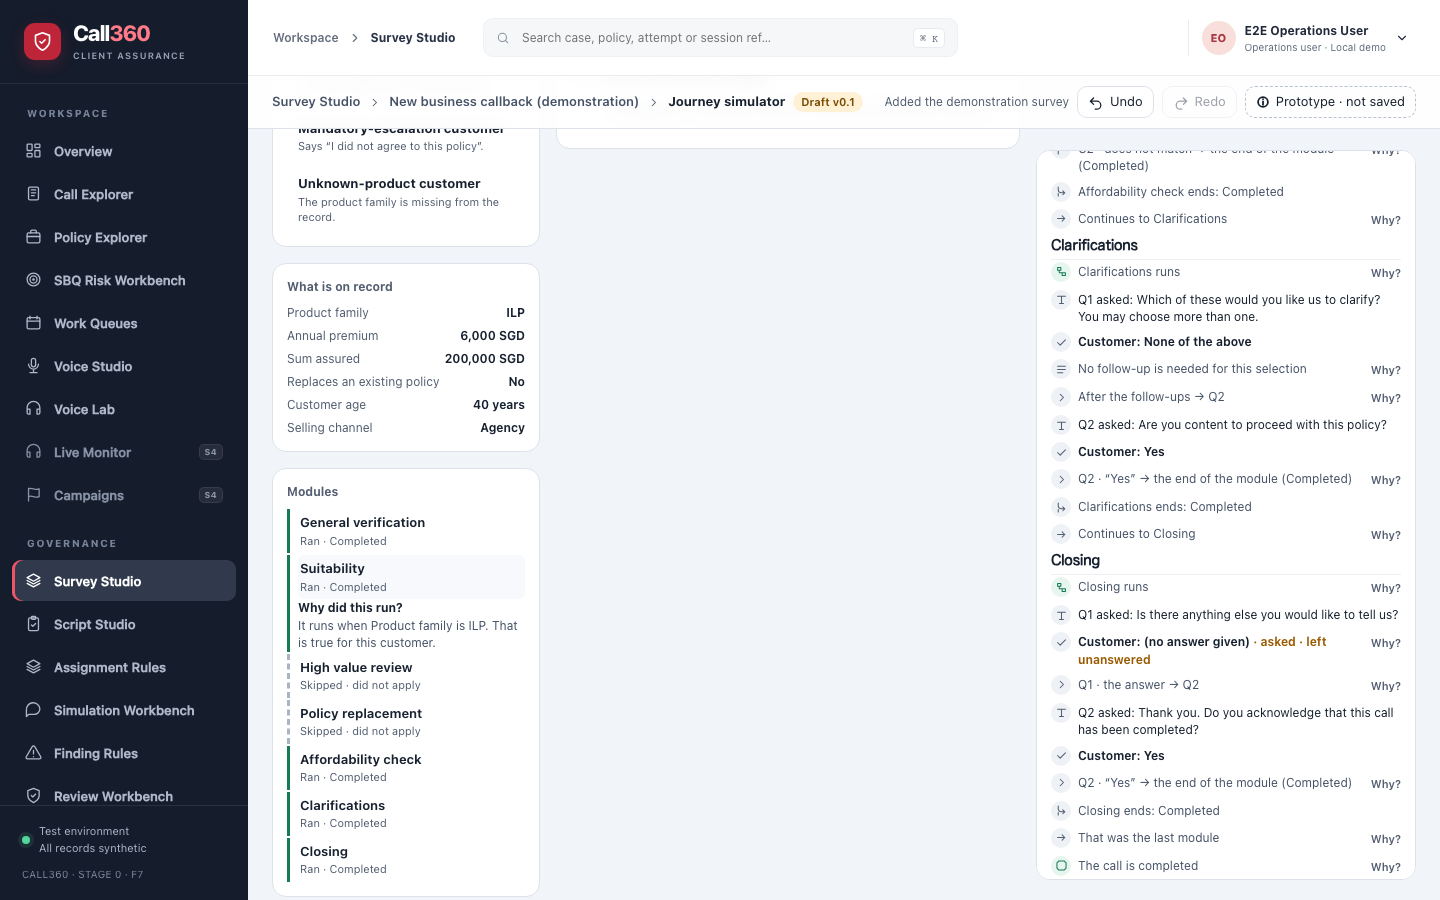 Call360
CLIENT ASSURANCE
WORKSPACE
Overview
Call Explorer
Policy Explorer
SBQ Risk Workbench
Work Queues
Voice Studio
Voice Lab
Live Monitor S4
Campaigns S4
GOVERNANCE
Survey Studio
Script Studio
Assignment Rules
Simulation Workbench
Finding Rules
Review Workbench
Test environment
All records synthetic
CALL360 · STAGE 0 · F7
Workspace > Survey Studio
Search case, policy, attempt or session ref...
⌘ K
EO
E2E Operations User
Operations user · Local demo
Survey Studio > New business callback (demonstration) > Journey simulator
Draft v0.1
Added the demonstration survey
Undo
Redo
Prototype · not saved
Mandatory-escalation customer
Says “I did not agree to this policy”.
Unknown-product customer
The product family is missing from the
record.
What is on record
Product family ILP
Annual premium 6,000 SGD
Sum assured 200,000 SGD
Replaces an existing policy No
Customer age 40 years
Selling channel Agency
Modules
General verification
Ran · Completed
Suitability
Ran · Completed
Why did this run?
It runs when Product family is ILP. That
is true for this customer.
High value review
Skipped · did not apply
Policy replacement
Skipped · did not apply
Affordability check
Ran · Completed
Clarifications
Ran · Completed
Closing
Ran · Completed
Q2 · “does not match” → the end of the module Why?
(Completed)
Affordability check ends: Completed
Continues to Clarifications Why?
Clarifications
Clarifications runs Why?
Q1 asked: Which of these would you like us to clarify?
You may choose more than one.
Customer: None of the above
No follow-up is needed for this selection Why?
After the follow-ups → Q2 Why?
Q2 asked: Are you content to proceed with this policy?
Customer: Yes
Q2 · “Yes” → the end of the module (Completed) Why?
Clarifications ends: Completed
Continues to Closing Why?
Closing
Closing runs Why?
Q1 asked: Is there anything else you would like to tell us?
Customer: (no answer given) · asked · left Why?
unanswered
Q1 · the answer → Q2 Why?
Q2 asked: Thank you. Do you acknowledge that this call
has been completed?
Customer: Yes
Q2 · “Yes” → the end of the module (Completed) Why?
Closing ends: Completed
That was the last module Why?
The call is completed Why?